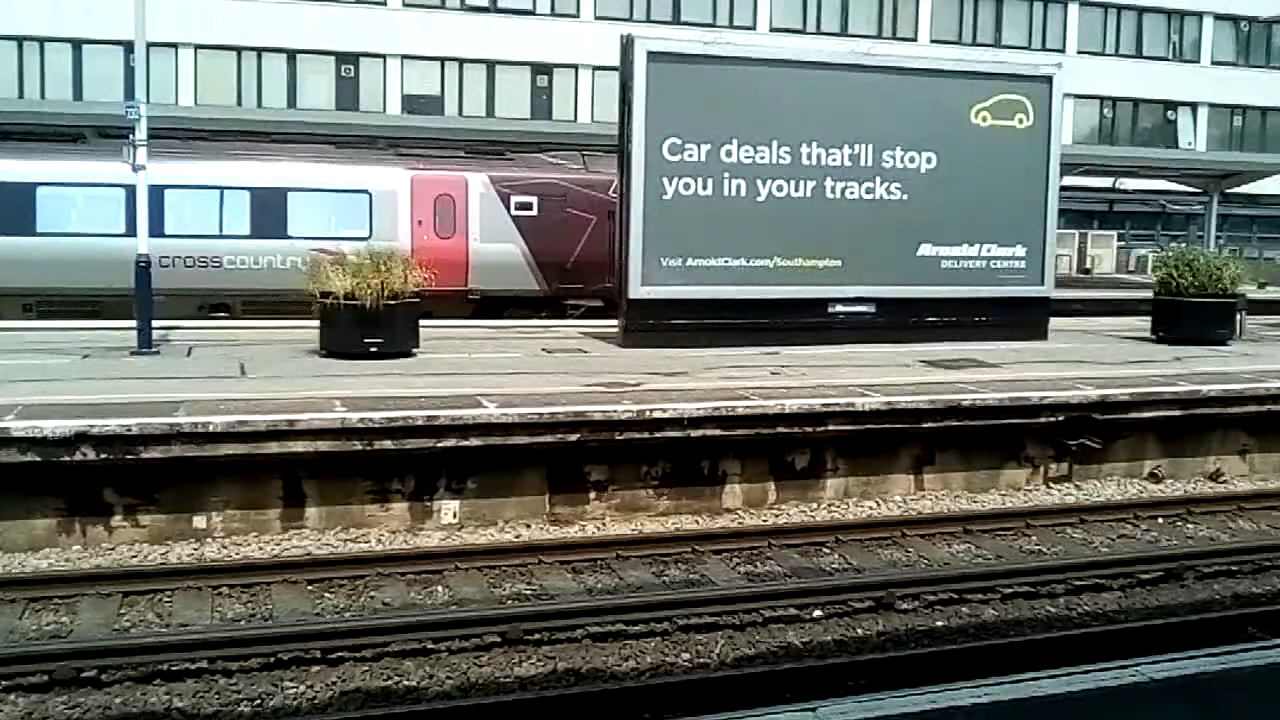 crosscountry
Car deals that'll stop
you in your tracks.
Visit ArnoldClark.com/Southampton
Arnold Clark
DELIVERY CENTRE